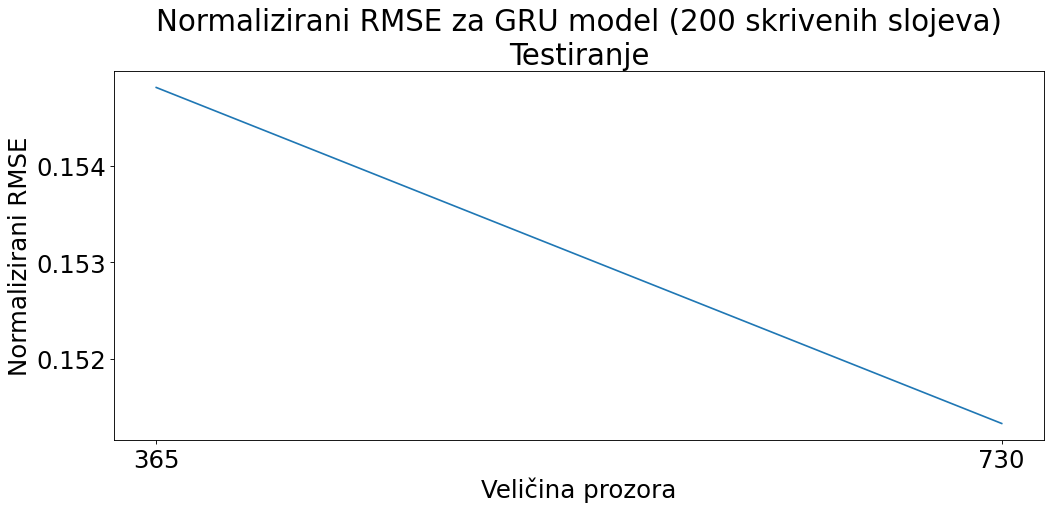 Normalizirani RMSE za GRU model (200 skrivenih slojeva)
Testiranje
Normalizirani RMSE
0.154
0.153
0.152
365
730
Veličina prozora